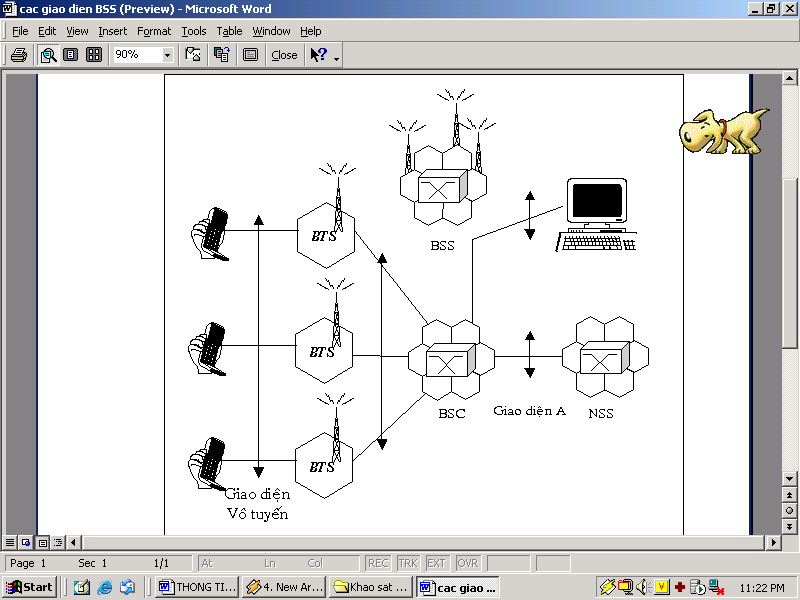 cac giao dien BSS (Preview) - Microsoft Word
File Edit View Insert Format Tools Table Window Help
90% Close
BSS
BTS
BTS
BSC
Giao diện A
NSS
BTS
Giao diện
Vô tuyến
Page 1 Sec 1 1/1 At Ln Col REC TRK EXT OVR
Start THONG TI... 4. New Ar... Khao sat ... cac giao ... V 11:22 PM